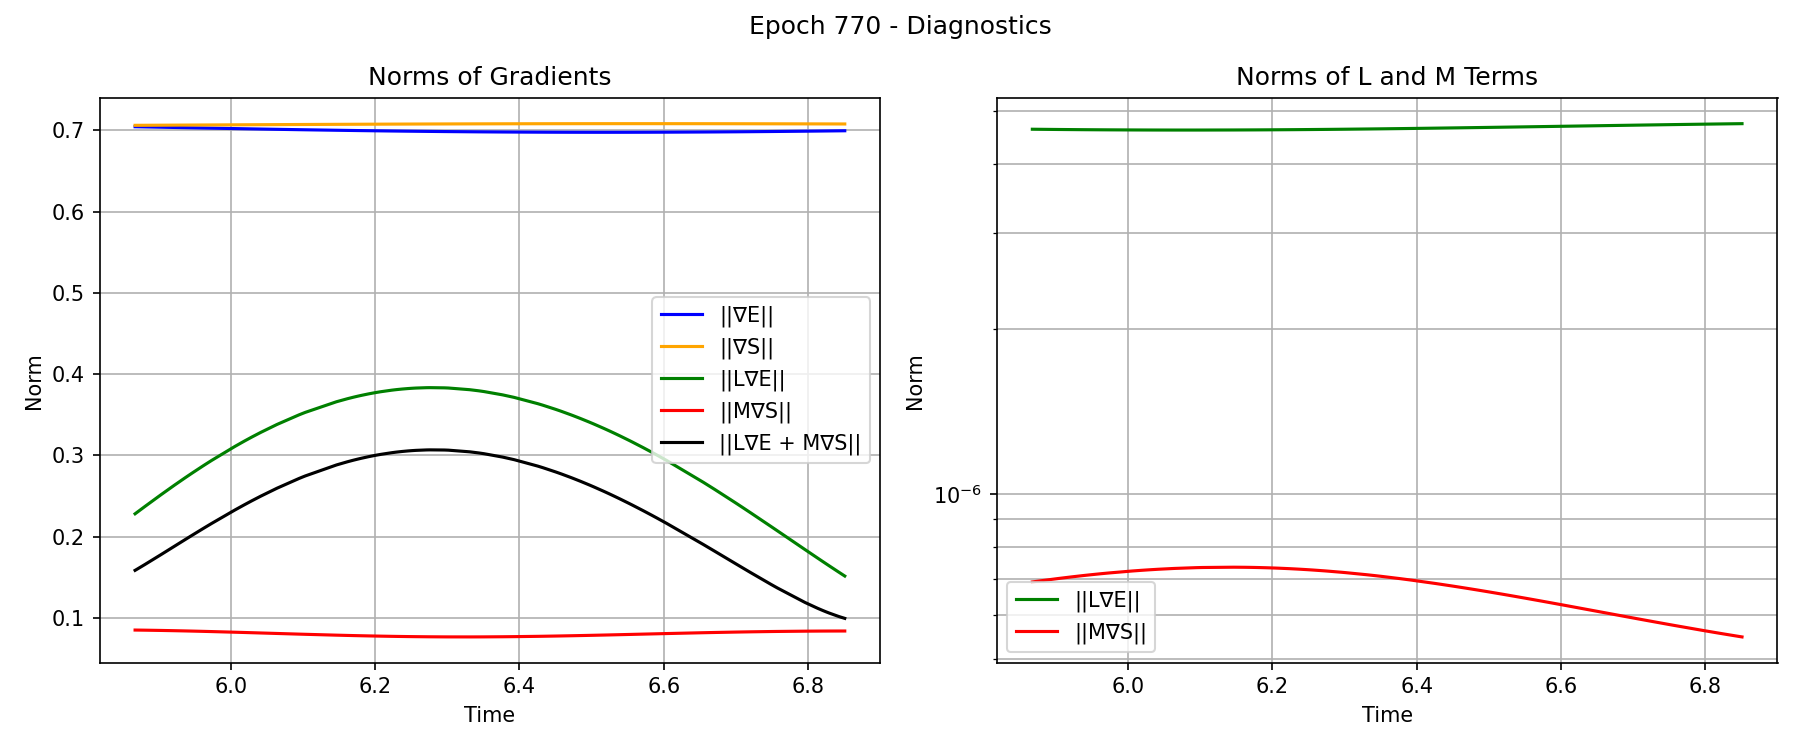 Epoch 770 - Diagnostics
Norms of Gradients
Norm
0.7
0.6
0.5
0.4
0.3
0.2
0.1
||∇E||
||∇S||
||L∇E||
||M∇S||
||L∇E + M∇S||
6.0 6.2 6.4 6.6 6.8
Time
Norms of L and M Terms
Norm
10⁻⁶
||L∇E||
||M∇S||
6.0 6.2 6.4 6.6 6.8
Time